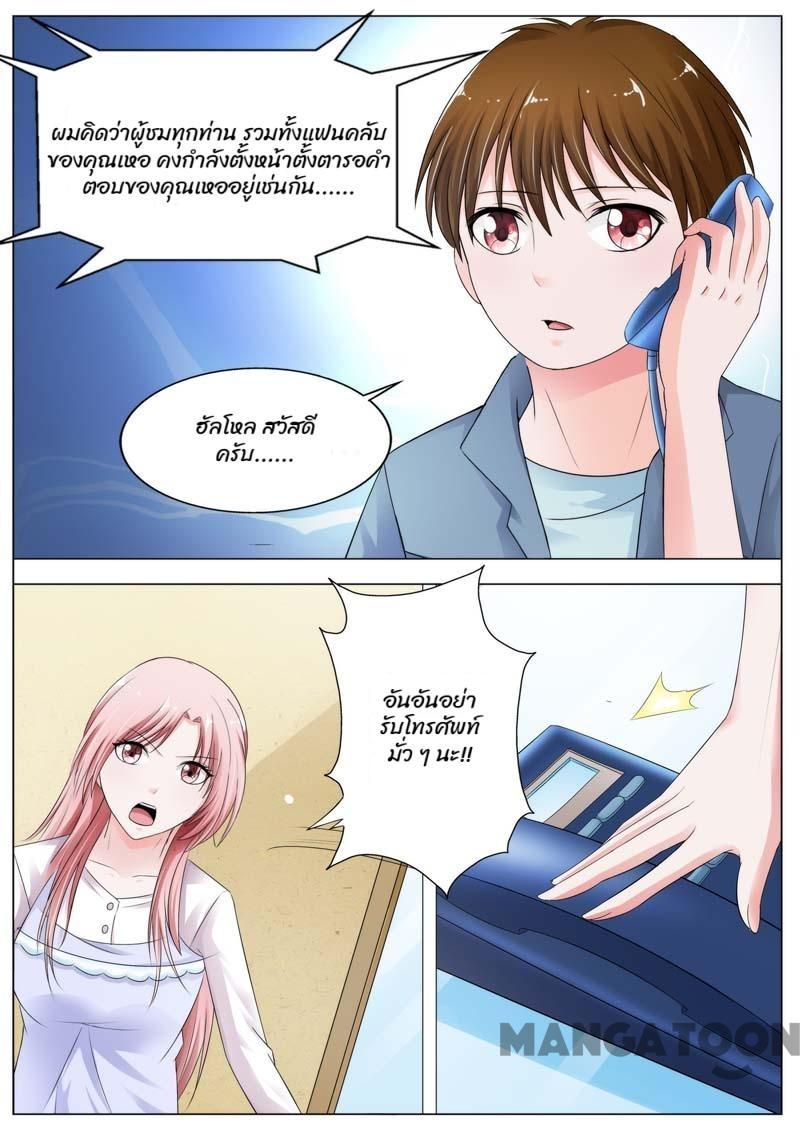 ผมคิดว่าผู้ชมทุกท่าน รวมทั้งแฟนคลับ
ของคุณเหอ คงกำลังตั้งหน้าตั้งตารอคำ
ตอบของคุณเหออยู่เช่นกัน......
ฮัลโหล สวัสดี
ครับ......
อันอันอย่า
รับโทรศัพท์
มั่ว ๆ นะ!!
MANGATOON